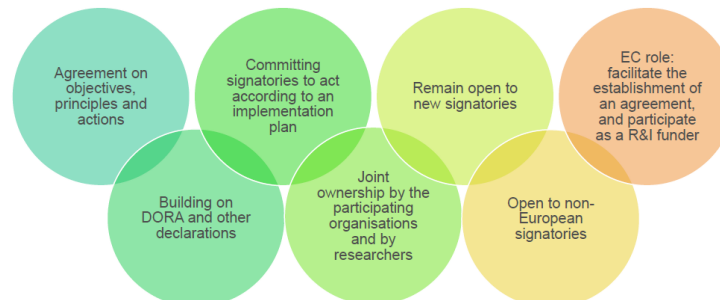 Agreement on
objectives,
principles and
actions
Building on
DORA and other
declarations
Committing
signatories to act
according to an
implementation
plan
Joint
ownership by the
participating
organisations
and by
researchers
Remain open to
new signatories
Open to non-
European
signatories
EC role:
facilitate the
establishment of
an agreement,
and participate
as a R&I funder